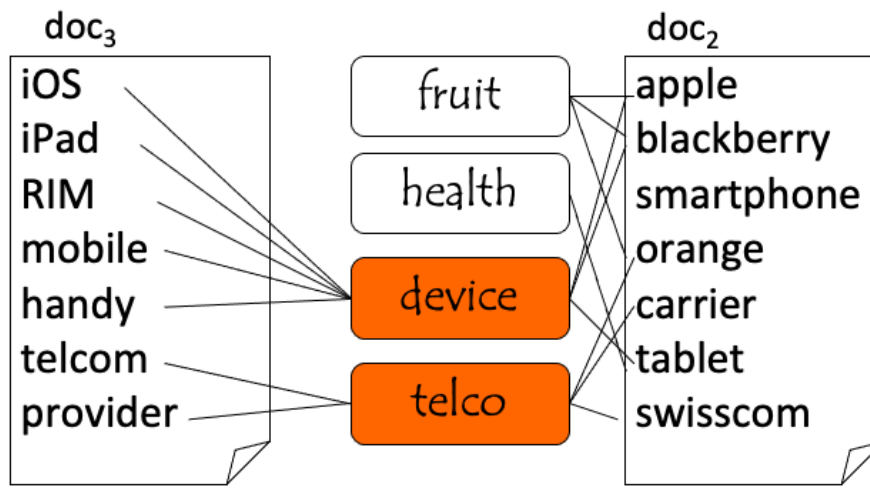 doc₃
iOS
iPad
RIM
mobile
handy
telcom
provider
fruit
health
device
telco
doc₂
apple
blackberry
smartphone
orange
carrier
tablet
swisscom